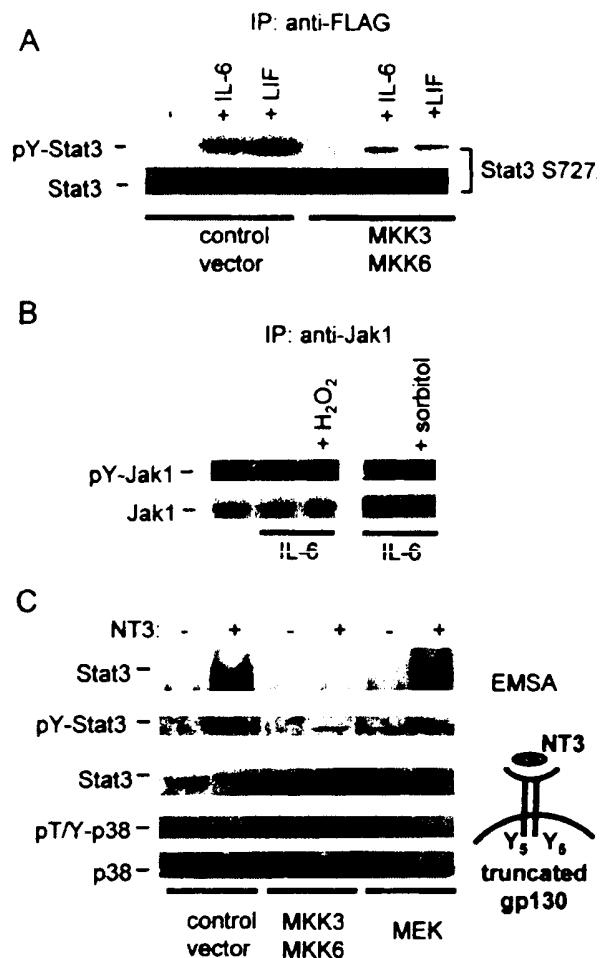 A
IP: anti-FLAG
+ IL-6
+ LIF
+ IL-6
+LIF
pY-Stat3
Stat3
Stat3 S727
control
vector
MKK3
MKK6
B
IP: anti-Jak1
+ H₂O₂
+ sorbitol
pY-Jak1
Jak1
IL-6
IL-6
C
NT3: - + - + - +
Stat3
EMSA
pY-Stat3
NT3
Stat3
pT/Y-p38
p38
Y₅ Y₆
truncated
gp130
control
vector
MKK3
MKK6
MEK